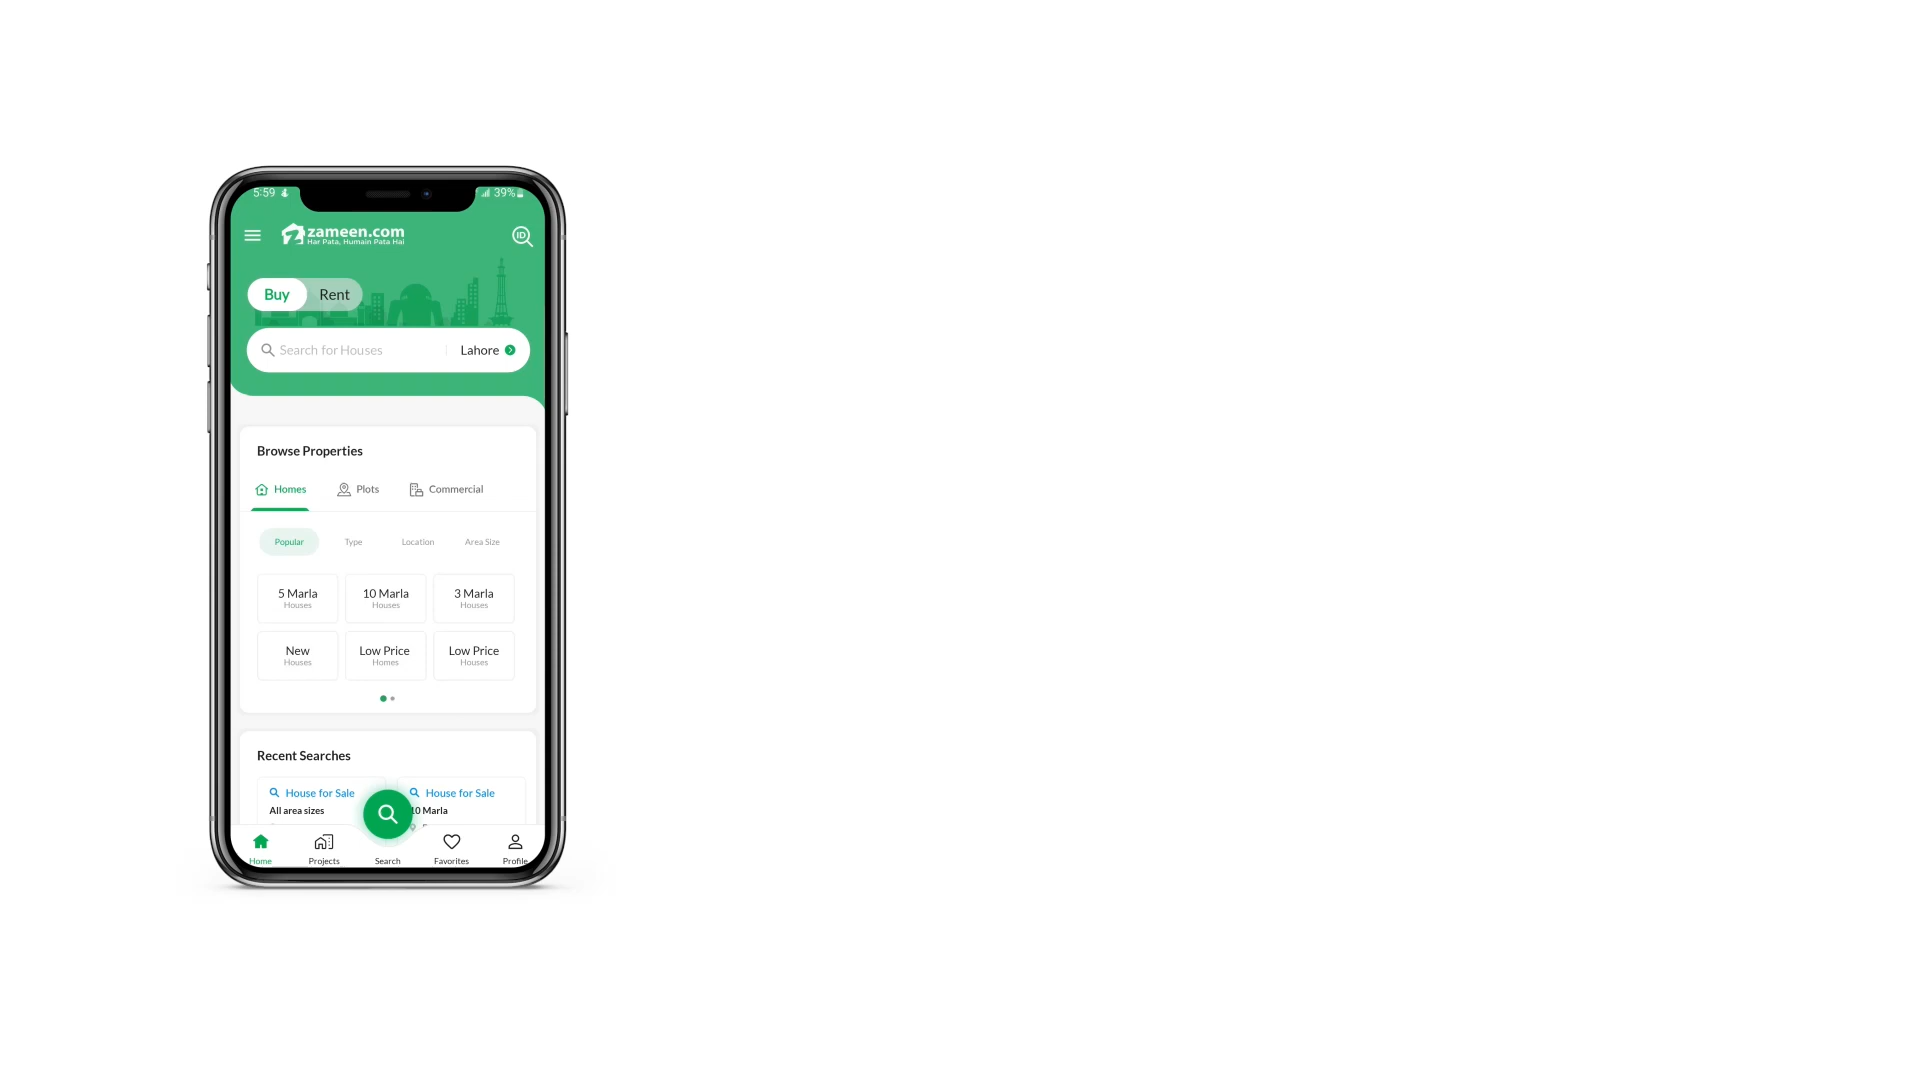 5:59
39%
zameen.com
Har Pata, Humain Pata Hai
ID
Buy
Rent
Search for Houses
Lahore
Browse Properties
Homes
Plots
Commercial
Popular
Type
Location
Area Size
5 Marla
Houses
10 Marla
Houses
3 Marla
Houses
New
Houses
Low Price
Homes
Low Price
Houses
Recent Searches
House for Sale
All area sizes
House for Sale
10 Marla
Home
Projects
Search
Favorites
Profile